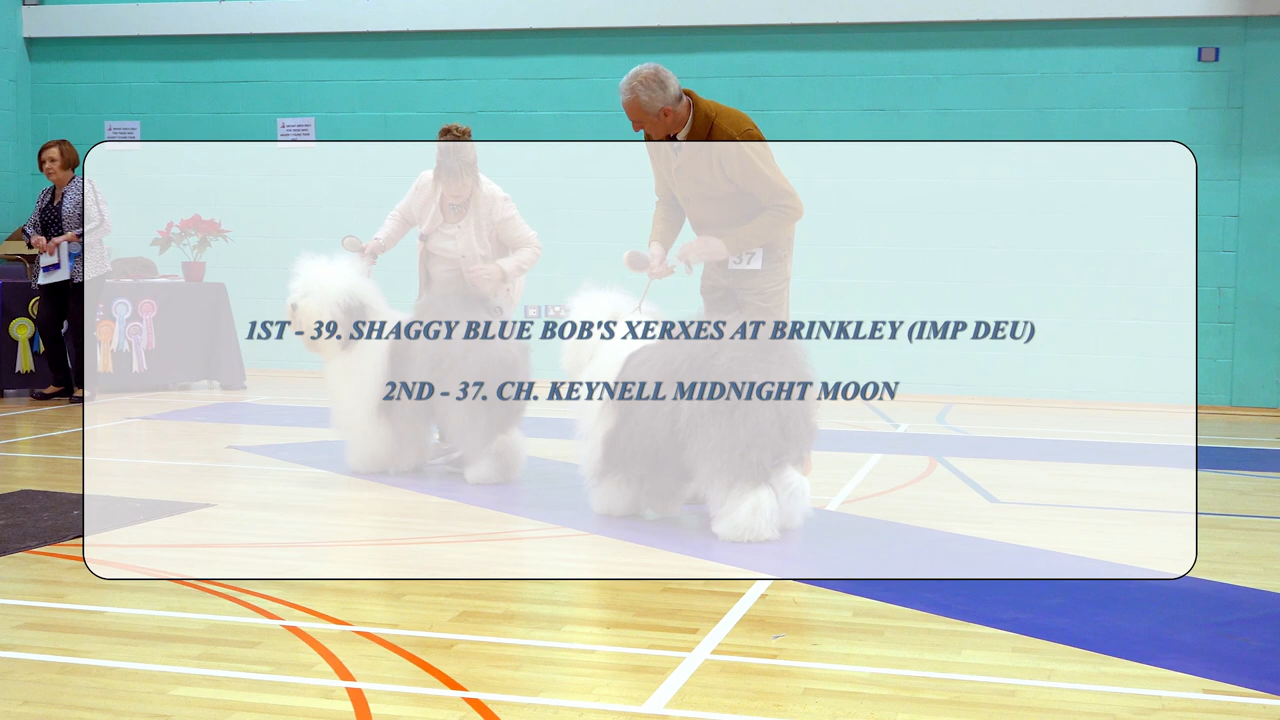 1ST - 39. SHAGGY BLUE BOB'S XERXES AT BRINKLEY (IMP DEU)
2ND - 37. CH. KEYNELL MIDNIGHT MOON
37